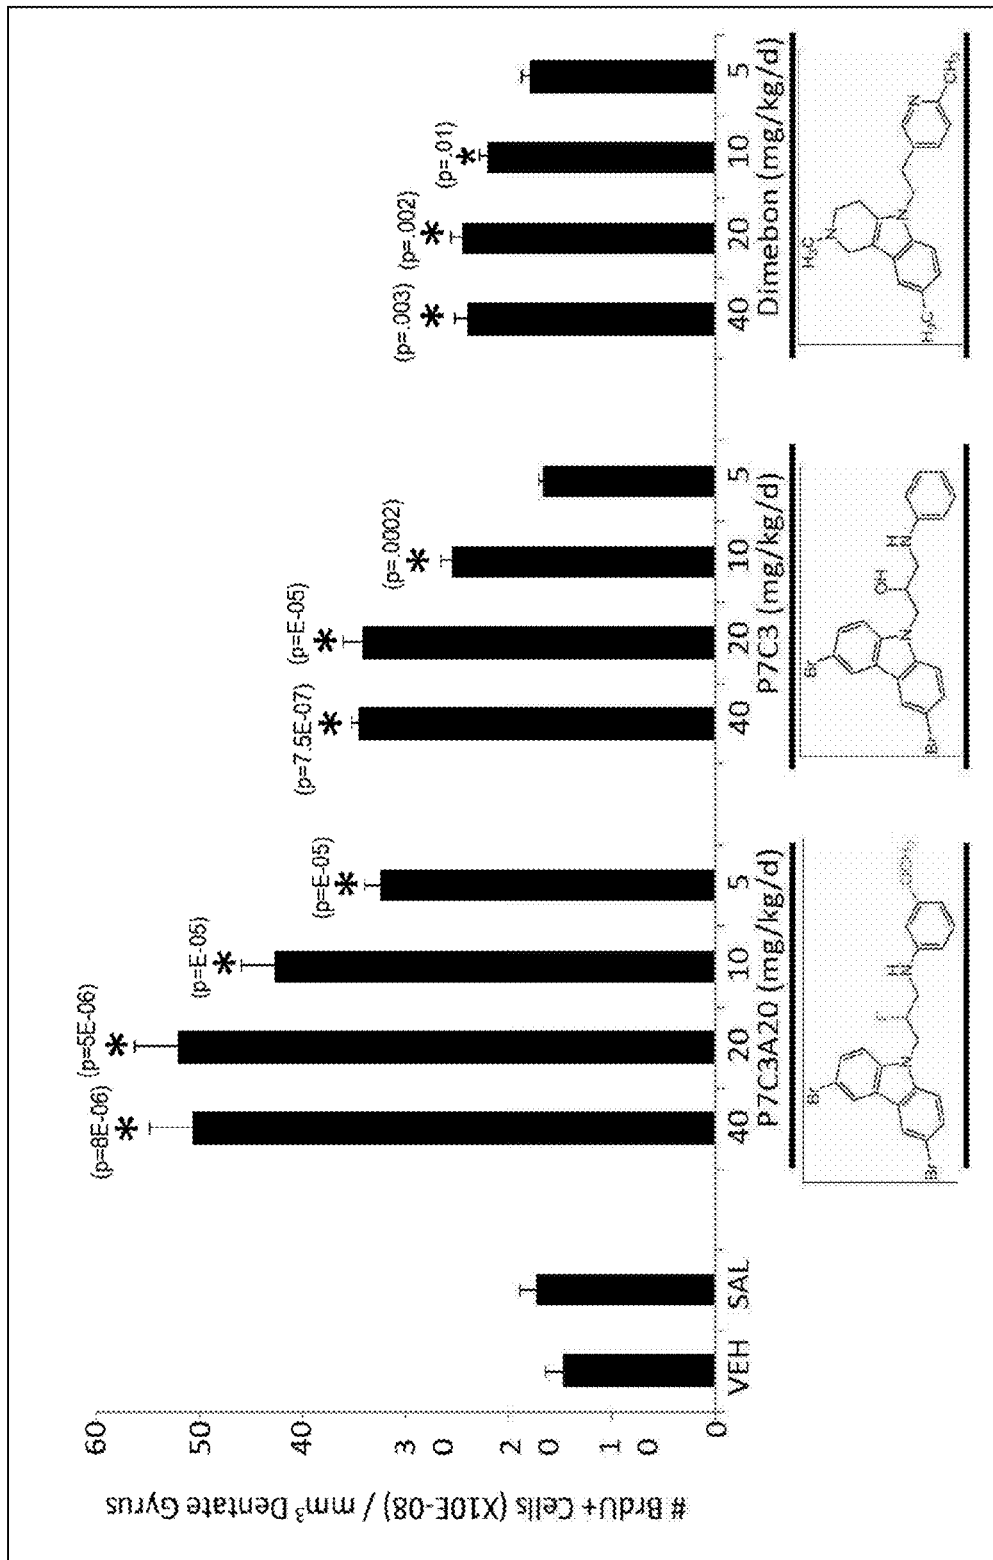 # BrdU+ Cells (X10E-08) / mm³ Dentate Gyrus
60
50
3
0
2
0
1
0
0
VEH
SAL
(p=8E-06)
*
(p=5E-06)
*
(p=E-05)
*
(p=E-05)
*
(p=7.5E-07)
*
(p=E-05)
*
(p=.0002)
*
(p=.003)
*
(p=.002)
*
(p=.01)
*
40 20 10 5
P7C3A20 (mg/kg/d)
40 20 10 5
P7C3 (mg/kg/d)
40 20 10 5
Dimebon (mg/kg/d)
Br
Br
N
H
N
Br
Br
N
OH
H
N
H₃C
N
H₃C
N
N
CH₃